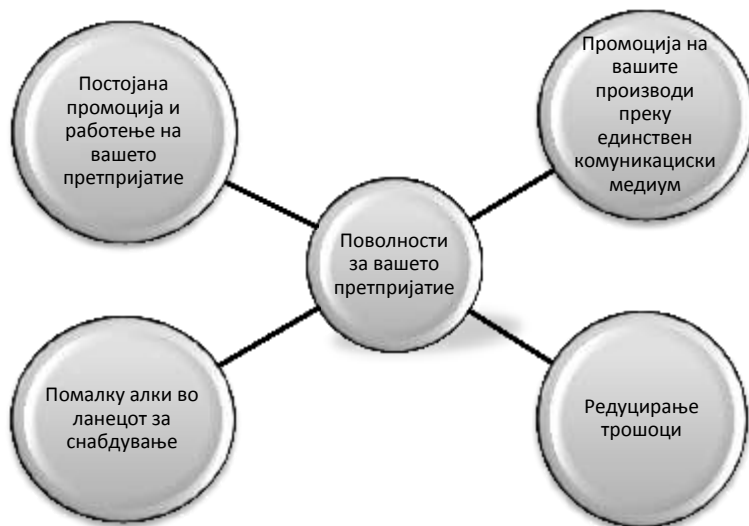 Постојана
промоција и
работење на
вашето
претпријатие
Промоција на
вашите
производи
преку
единствен
комуникациски
медиум
Поволности
за вашето
претпријатие
Помалку алки во
ланецот за
снабдување
Редуцирање
трошоци